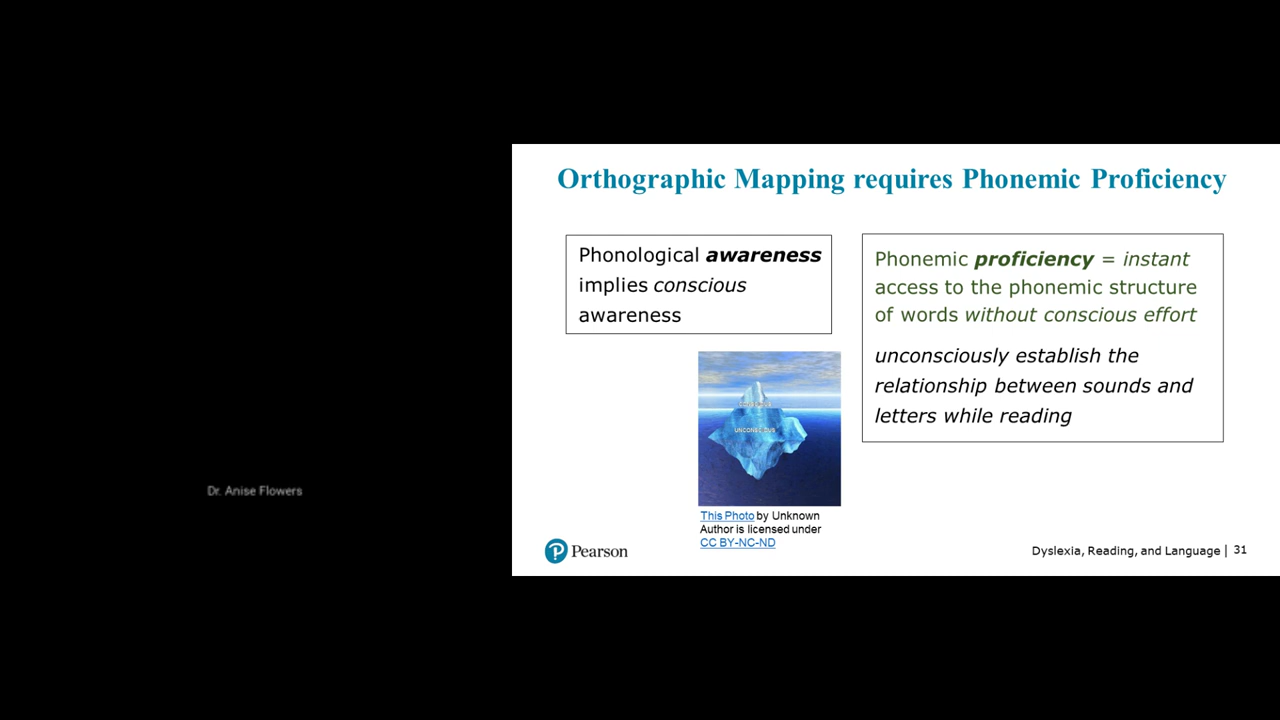 Orthographic Mapping requires Phonemic Proficiency
Phonological awareness
implies conscious
awareness
Phonemic proficiency = instant
access to the phonemic structure
of words without conscious effort
unconsciously establish the
relationship between sounds and
letters while reading
UNCONSCIOUS
This Photo by Unknown
Author is licensed under
CC BY-NC-ND
Dr. Anise Flowers
Pearson
Dyslexia, Reading, and Language | 31